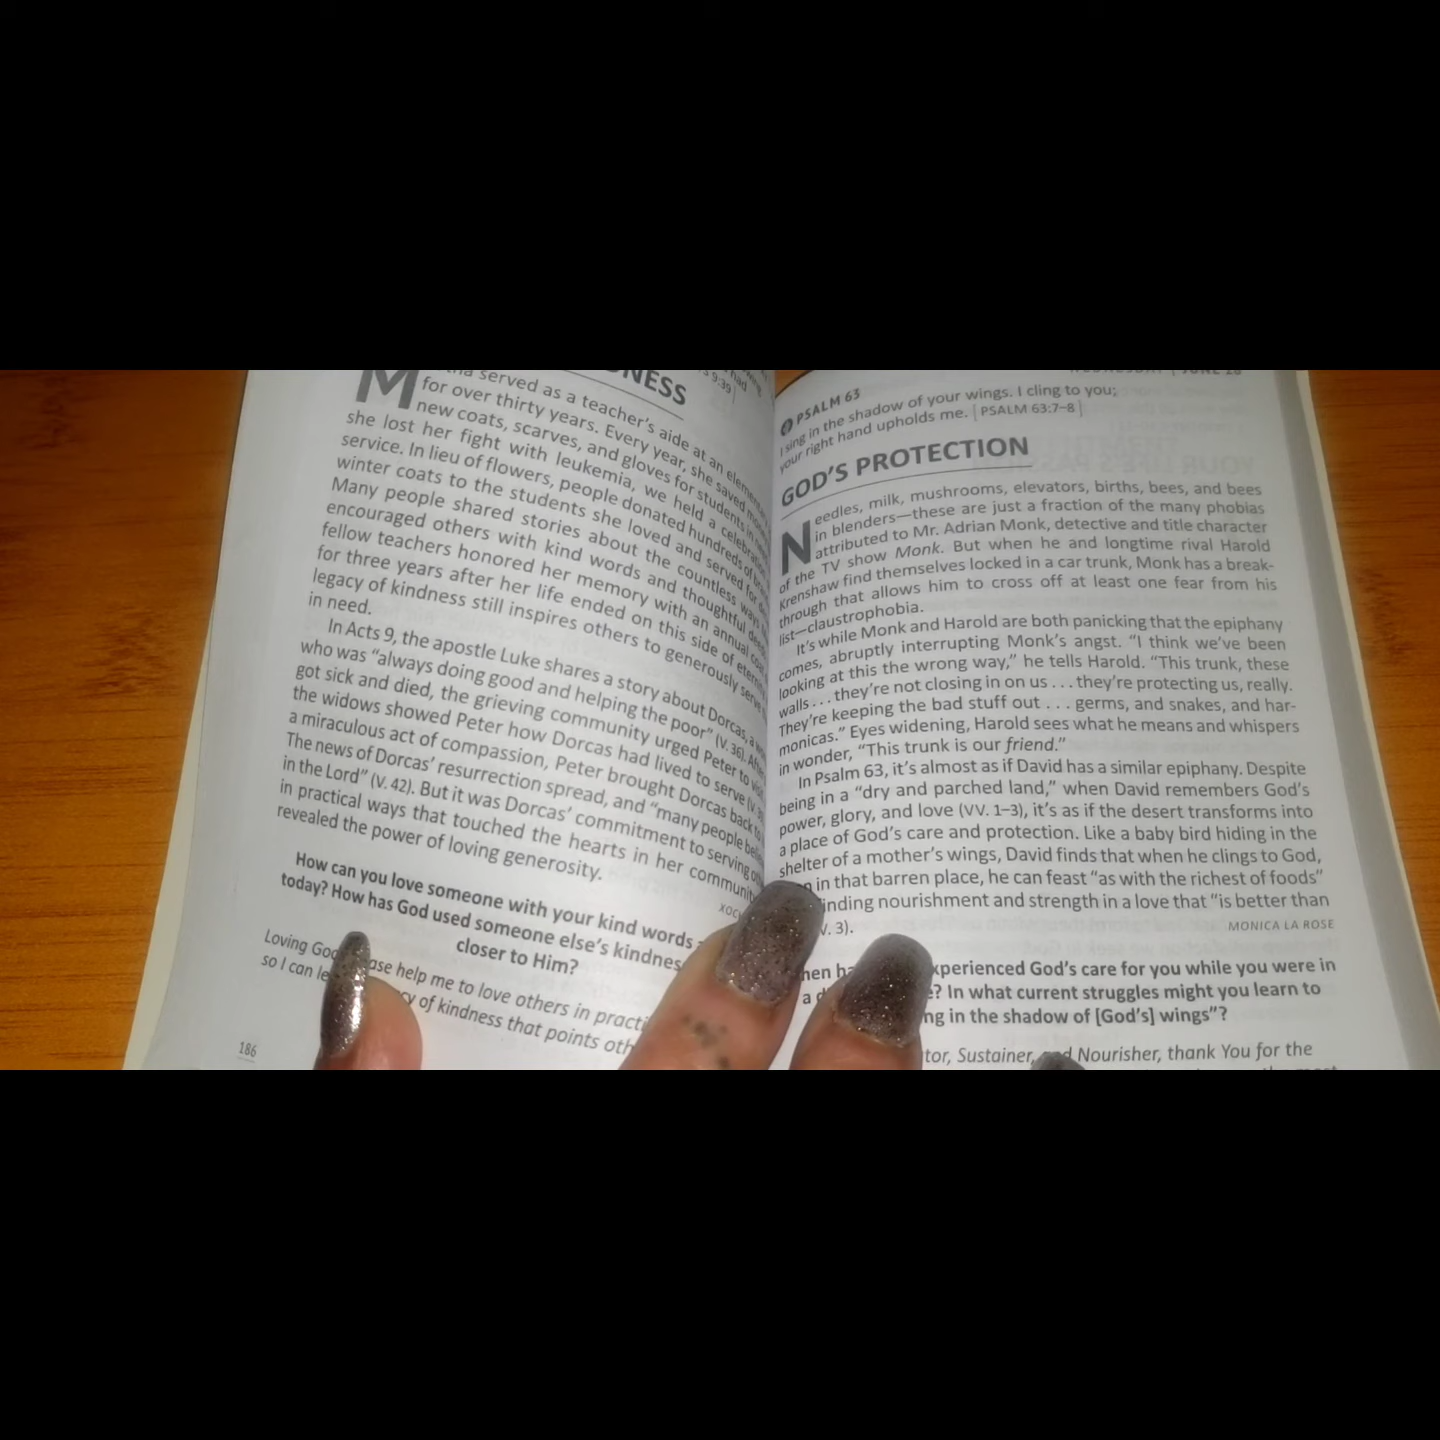 NESS
served as a teacher's aide at an
for over thirty years. Every year, she saved
new coats, scarves, and gloves for students in
she lost her fight with leukemia, we held a
service. In lieu of flowers, people donated hundreds of
winter coats to the students she loved and served for
Many people shared stories about the countless ways
encouraged others with kind words and thoughtful
fellow teachers honored her memory with an annual
for three years after her life ended on this side of
legacy of kindness still inspires others to generously serve
in need.
In Acts 9, the apostle Luke shares a story about Dorcas, a
who was "always doing good and helping the poor" (V. 36).
got sick and died, the grieving community urged Peter to
the widows showed Peter how Dorcas had lived to serve
a miraculous act of compassion, Peter brought Dorcas back to
The news of Dorcas' resurrection spread, and "many people
in the Lord" (V. 42). But it was Dorcas' commitment to serving
in practical ways that touched the hearts in her
revealed the power of loving generosity.
How can you love someone with your kind words
today? How has God used someone else's
closer to Him?
Loving help me to love others in
so I can of kindness that points
186
PSALM 63
I sing in the shadow of your wings. I cling to you;
your right hand upholds me. | PSALM 63:7–8 |
GOD'S PROTECTION
Needles, milk, mushrooms, elevators, births, bees, and bees
in blenders—these are just a fraction of the many phobias
attributed to Mr. Adrian Monk, detective and title character
of the TV show Monk. But when he and longtime rival Harold
Krenshaw find themselves locked in a car trunk, Monk has a break-
through that allows him to cross off at least one fear from his
list—claustrophobia.
It's while Monk and Harold are both panicking that the epiphany
comes, abruptly interrupting Monk's angst. "I think we've been
looking at this the wrong way," he tells Harold. "This trunk, these
walls . . . they're not closing in on us . . . they're protecting us, really.
They're keeping the bad stuff out . . . germs, and snakes, and har-
monicas." Eyes widening, Harold sees what he means and whispers
in wonder, "This trunk is our friend."
In Psalm 63, it's almost as if David has a similar epiphany. Despite
being in a "dry and parched land," when David remembers God's
power, glory, and love (VV. 1–3), it's as if the desert transforms into
a place of God's care and protection. Like a baby bird hiding in the
shelter of a mother's wings, David finds that when he clings to God,
in that barren place, he can feast "as with the richest of foods"
finding nourishment and strength in a love that "is better than
V. 3).
MONICA LA ROSE
experienced God's care for you while you were in
a In what current struggles might you learn to
in the shadow of [God's] wings"?
Sustainer, and Nourisher, thank You for the